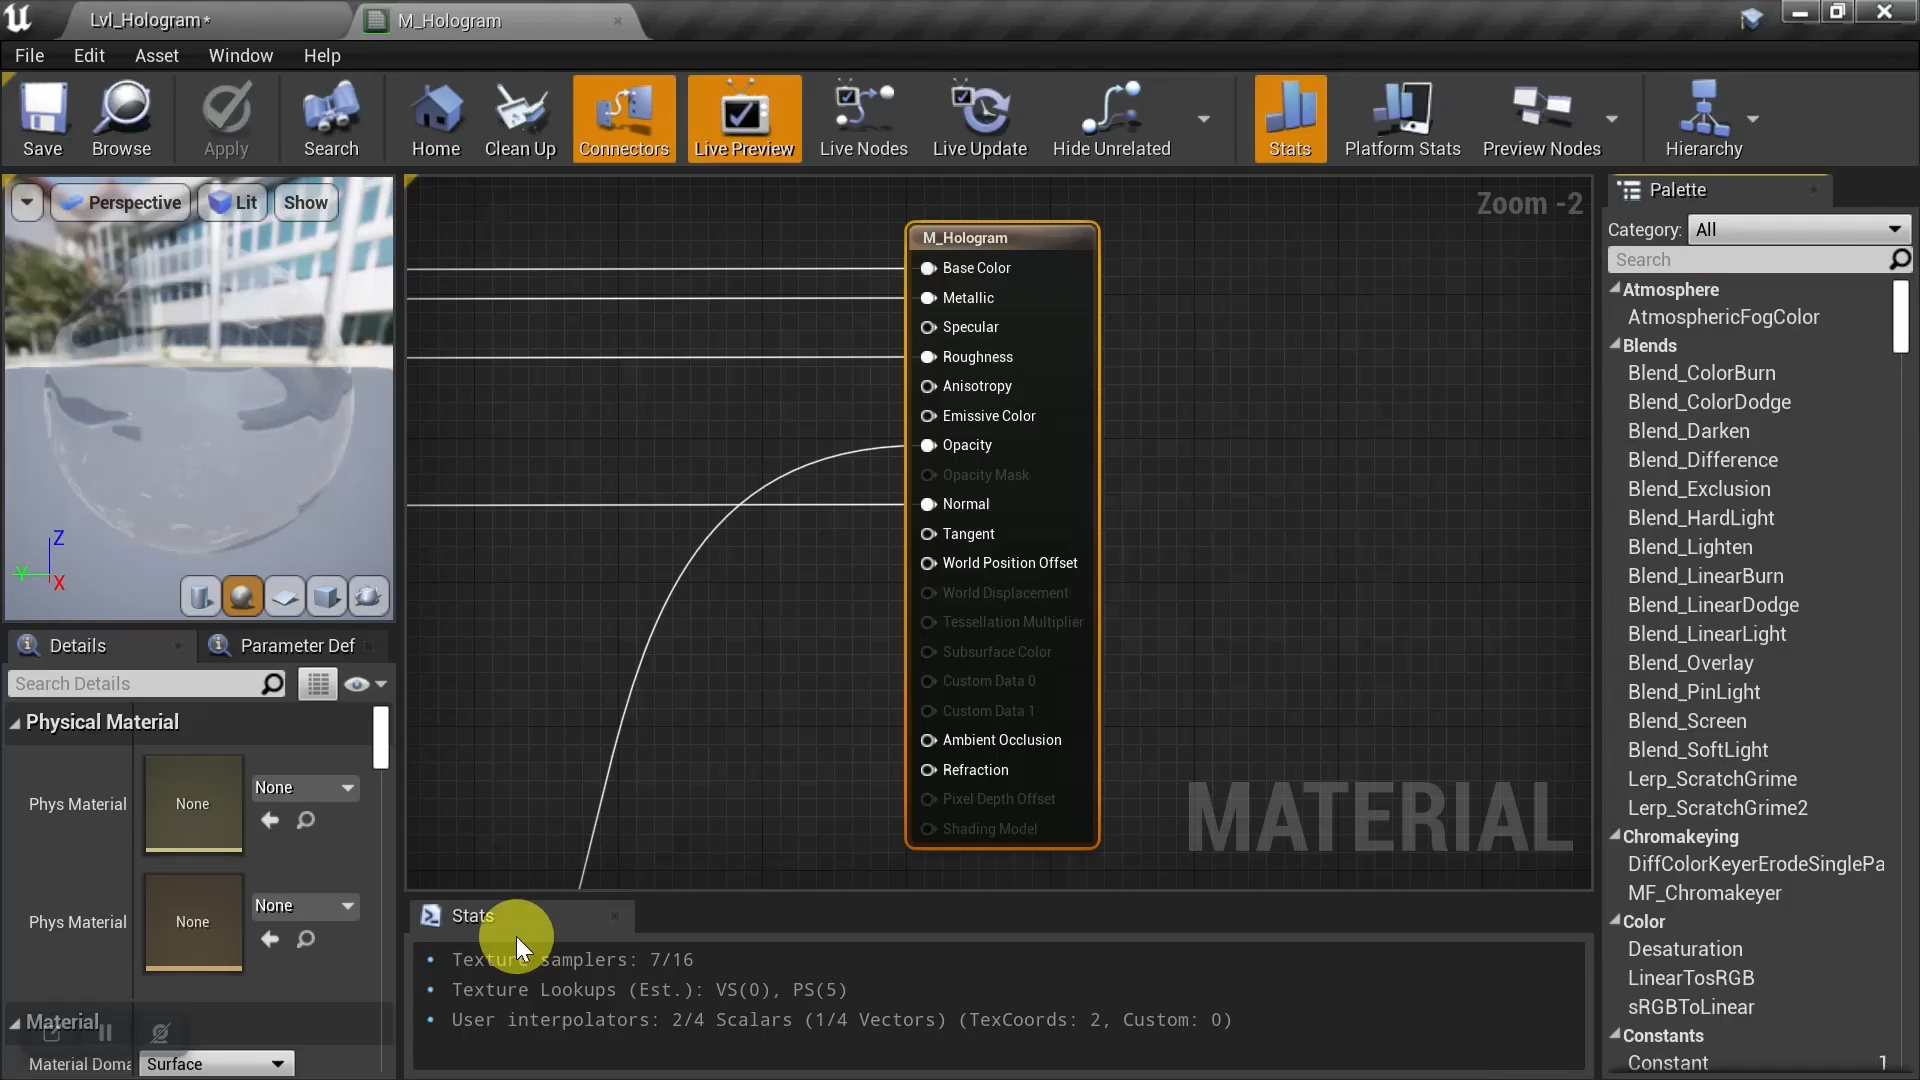 Lvl_Hologram*
M_Hologram
File Edit Asset Window Help
Save Browse Apply Search Home Clean Up Connectors Live Preview Live Nodes Live Update Hide Unrelated Stats Platform Stats Preview Nodes Hierarchy
Perspective Lit Show
Z
Y
X
Details
Parameter Def
Search Details
Physical Material
Phys Material
None
None
Phys Material
None
None
Material
Material Doma
Surface
Zoom -2
M_Hologram
Base Color
Metallic
Specular
Roughness
Anisotropy
Emissive Color
Opacity
Opacity Mask
Normal
Tangent
World Position Offset
World Displacement
Tessellation Multiplier
Subsurface Color
Custom Data 0
Custom Data 1
Ambient Occlusion
Refraction
Pixel Depth Offset
Shading Model
MATERIAL
Stats
Texture samplers: 7/16
Texture Lookups (Est.): VS(0), PS(5)
User interpolators: 2/4 Scalars (1/4 Vectors) (TexCoords: 2, Custom: 0)
Palette
Category: All
Search
Atmosphere
AtmosphericFogColor
Blends
Blend_ColorBurn
Blend_ColorDodge
Blend_Darken
Blend_Difference
Blend_Exclusion
Blend_HardLight
Blend_Lighten
Blend_LinearBurn
Blend_LinearDodge
Blend_LinearLight
Blend_Overlay
Blend_PinLight
Blend_Screen
Blend_SoftLight
Lerp_ScratchGrime
Lerp_ScratchGrime2
Chromakeying
DiffColorKeyerErodeSinglePa
MF_Chromakeyer
Color
Desaturation
LinearTosRGB
sRGBToLinear
Constants
Constant 1